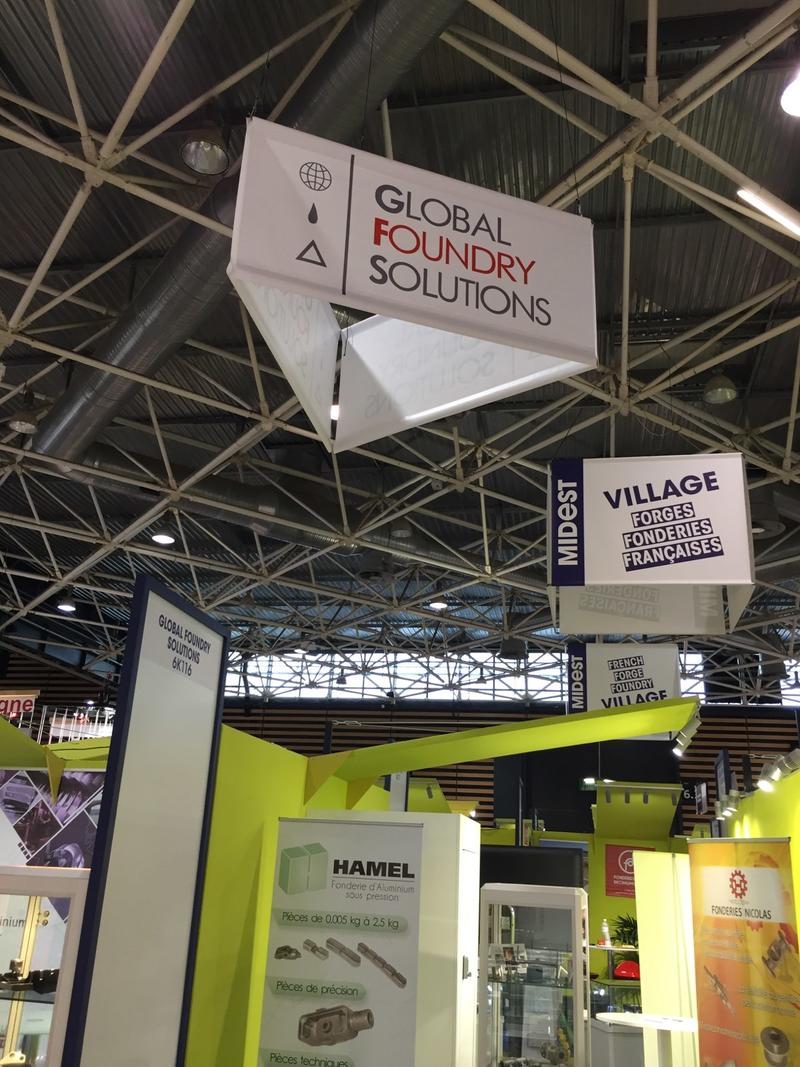 GLOBAL
FOUNDRY
SOLUTIONS
MIDEST
VILLAGE
FORGES
FONDERIES
FRANÇAISES
MIDEST
FRENCH
FORGE
FOUNDRY
VILLAGE
GLOBAL FOUNDRY
SOLUTIONS
6K116
HAMEL
Fonderie d'Aluminium
sous pression
Pièces de 0,005 kg à 2,5 kg
Pièces de précision
Pièces techniques
FONDERIES NICOLAS